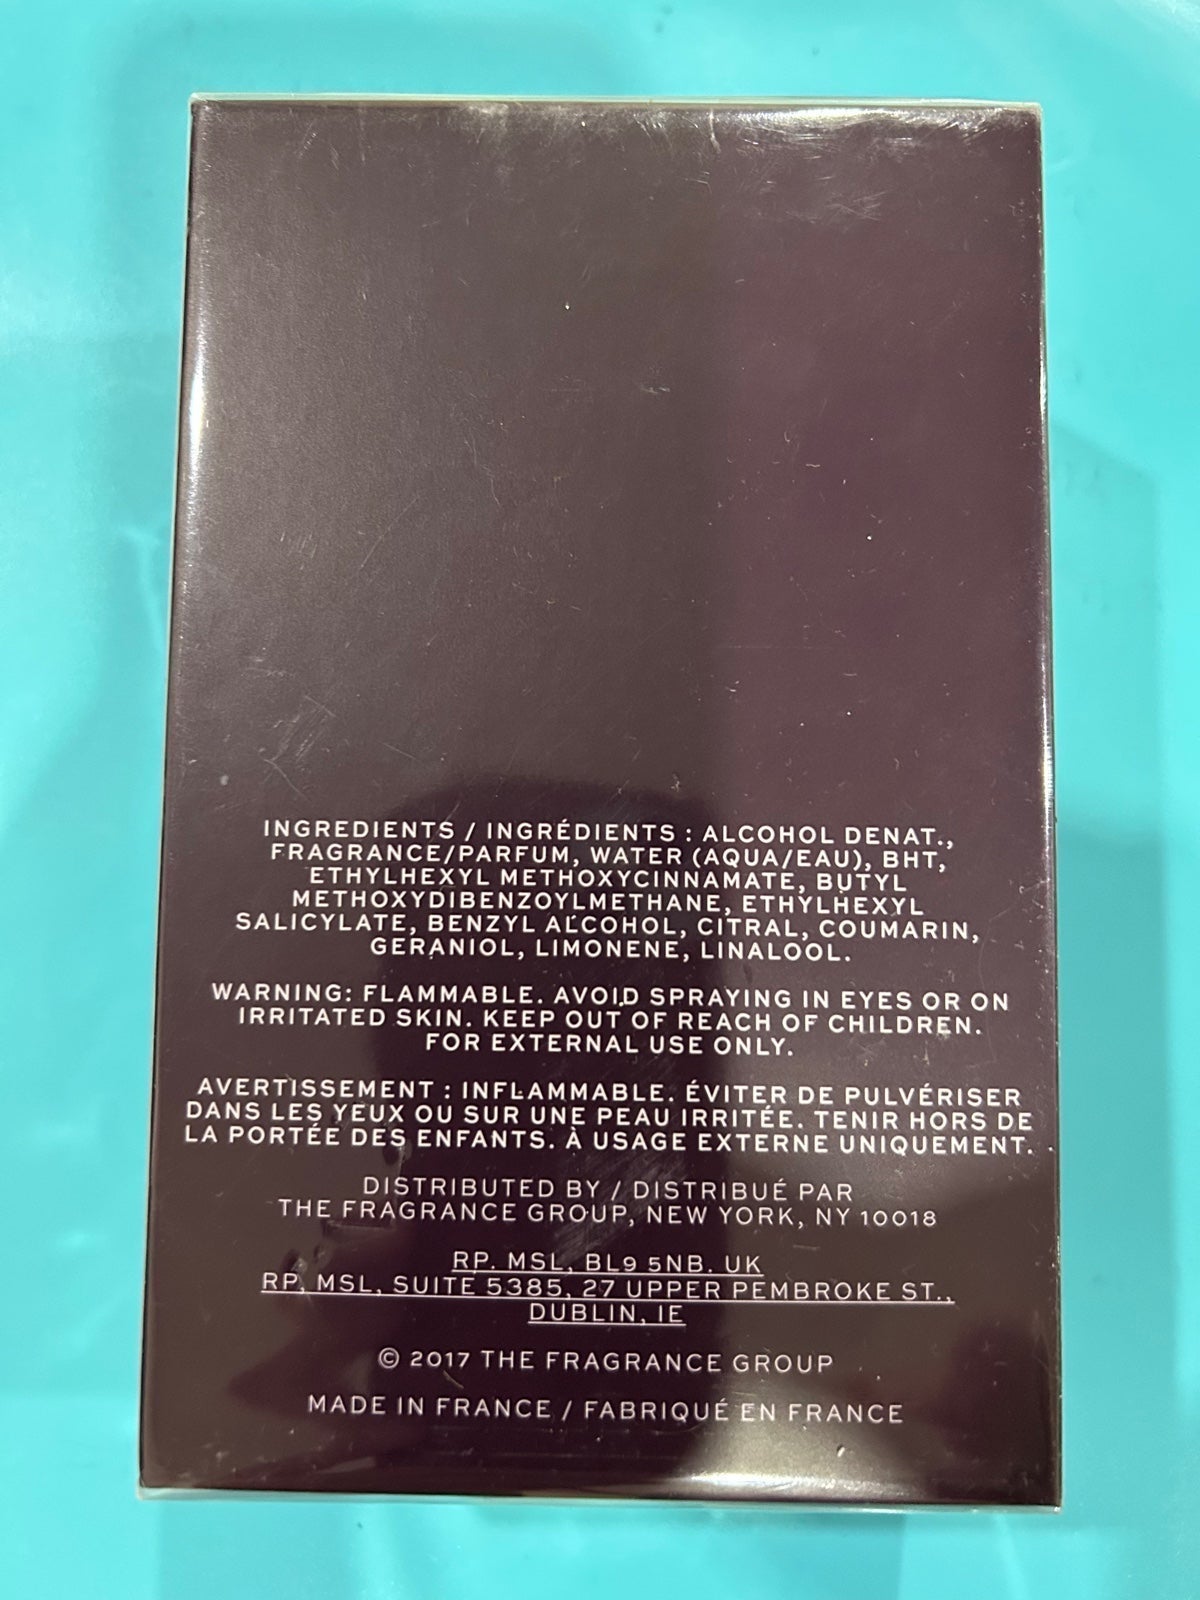 INGREDIENTS / INGRÉDIENTS : ALCOHOL DENAT.,
FRAGRANCE/PARFUM, WATER (AQUA/EAU), BHT,
ETHYLHEXYL METHOXYCINNAMATE, BUTYL
METHOXYDIBENZOYLMETHANE, ETHYLHEXYL
SALICYLATE, BENZYL ALCOHOL, CITRAL, COUMARIN,
GERANIOL, LIMONENE, LINALOOL.
WARNING: FLAMMABLE. AVOID SPRAYING IN EYES OR ON
IRRITATED SKIN. KEEP OUT OF REACH OF CHILDREN.
FOR EXTERNAL USE ONLY.
AVERTISSEMENT : INFLAMMABLE. ÉVITER DE PULVÉRISER
DANS LES YEUX OU SUR UNE PEAU IRRITÉE. TENIR HORS DE
LA PORTÉE DES ENFANTS. À USAGE EXTERNE UNIQUEMENT.
DISTRIBUTED BY / DISTRIBUÉ PAR
THE FRAGRANCE GROUP, NEW YORK, NY 10018
RP. MSL, BL9 5NB. UK
RP, MSL, SUITE 5385, 27 UPPER PEMBROKE ST.,
DUBLIN, IE
© 2017 THE FRAGRANCE GROUP
MADE IN FRANCE / FABRIQUÉ EN FRANCE